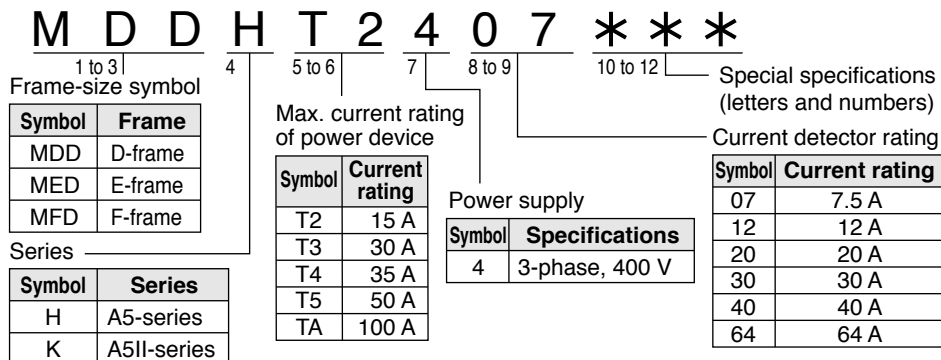 M D D H T 2 4 0 7 * * *
1 to 3 4 5 to 6 7 8 to 9 10 to 12
Frame-size symbol
Symbol Frame
MDD D-frame
MED E-frame
MFD F-frame
Series
Symbol Series
H A5-series
K A5II-series
Max. current rating
of power device
Symbol Current
rating
T2 15 A
T3 30 A
T4 35 A
T5 50 A
TA 100 A
Power supply
Symbol Specifications
4 3-phase, 400 V
Special specifications
(letters and numbers)
Current detector rating
Symbol Current rating
07 7.5 A
12 12 A
20 20 A
30 30 A
40 40 A
64 64 A